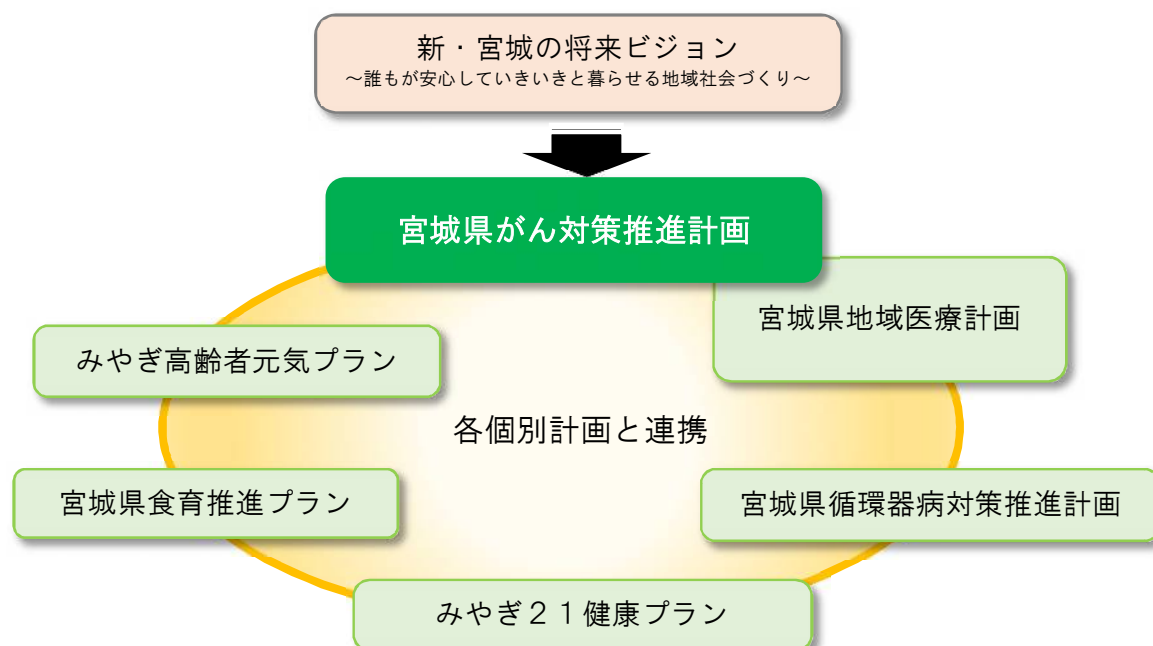 新・宮城の将来ビジョン
～誰もが安心していきいきと暮らせる地域社会づくり～
宮城県がん対策推進計画
宮城県地域医療計画
みやぎ高齢者元気プラン
各個別計画と連携
宮城県食育推進プラン
宮城県循環器病対策推進計画
みやぎ２１健康プラン